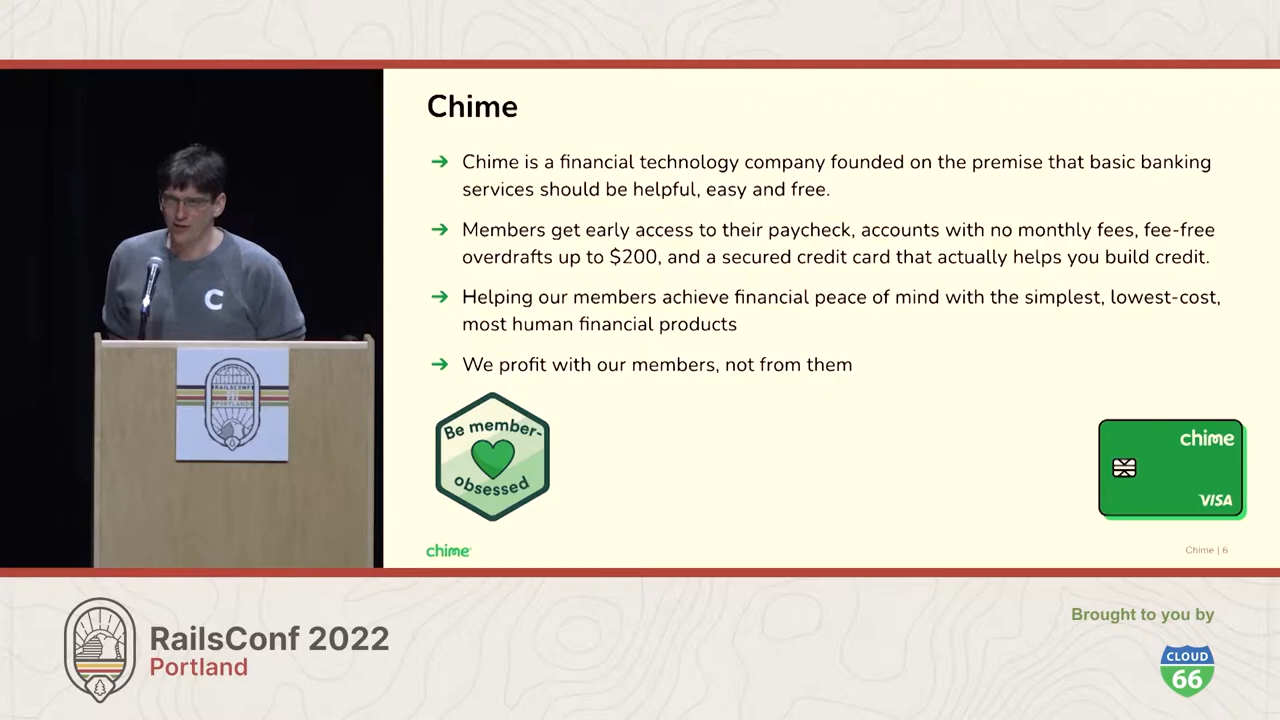 Chime
➔ Chime is a financial technology company founded on the premise that basic banking
services should be helpful, easy and free.
➔ Members get early access to their paycheck, accounts with no monthly fees, fee-free
overdrafts up to $200, and a secured credit card that actually helps you build credit.
➔ Helping our members achieve financial peace of mind with the simplest, lowest-cost,
most human financial products
➔ We profit with our members, not from them
Be member-
obsessed
chime
VISA
chime
Chime | 6
C
RAILSCONF
22
PORTLAND
RailsConf 2022
Portland
Brought to you by
CLOUD
66